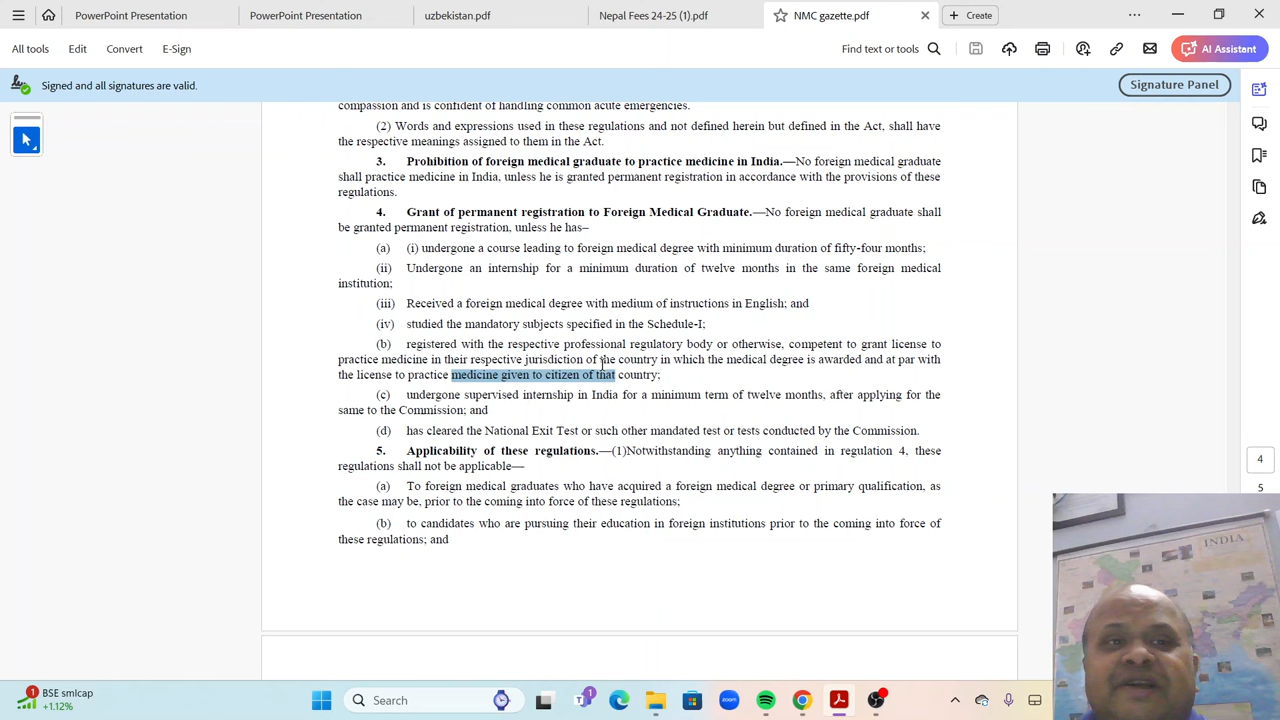 PowerPoint Presentation
PowerPoint Presentation
uzbekistan.pdf
Nepal Fees 24-25 (1).pdf
NMC gazette.pdf
Create
All tools
Edit
Convert
E-Sign
Find text or tools
AI Assistant
Signed and all signatures are valid.
Signature Panel
compassion and is confident of handling common acute emergencies.
(2) Words and expressions used in these regulations and not defined herein but defined in the Act, shall have
the respective meanings assigned to them in the Act.
3. Prohibition of foreign medical graduate to practice medicine in India.—No foreign medical graduate
shall practice medicine in India, unless he is granted permanent registration in accordance with the provisions of these
regulations.
4. Grant of permanent registration to Foreign Medical Graduate.—No foreign medical graduate shall
be granted permanent registration, unless he has–
(a) (i) undergone a course leading to foreign medical degree with minimum duration of fifty-four months;
(ii) Undergone an internship for a minimum duration of twelve months in the same foreign medical
institution;
(iii) Received a foreign medical degree with medium of instructions in English; and
(iv) studied the mandatory subjects specified in the Schedule-I;
(b) registered with the respective professional regulatory body or otherwise, competent to grant license to
practice medicine in their respective jurisdiction of the country in which the medical degree is awarded and at par with
the license to practice medicine given to citizen of that country;
(c) undergone supervised internship in India for a minimum term of twelve months, after applying for the
same to the Commission; and
(d) has cleared the National Exit Test or such other mandated test or tests conducted by the Commission.
5. Applicability of these regulations.—(1)Notwithstanding anything contained in regulation 4, these
regulations shall not be applicable—
(a) To foreign medical graduates who have acquired a foreign medical degree or primary qualification, as
the case may be, prior to the coming into force of these regulations;
(b) to candidates who are pursuing their education in foreign institutions prior to the coming into force of
these regulations; and
4
5
INDIA
1
BSE smlcap
+1.12%
Search
1
zoom